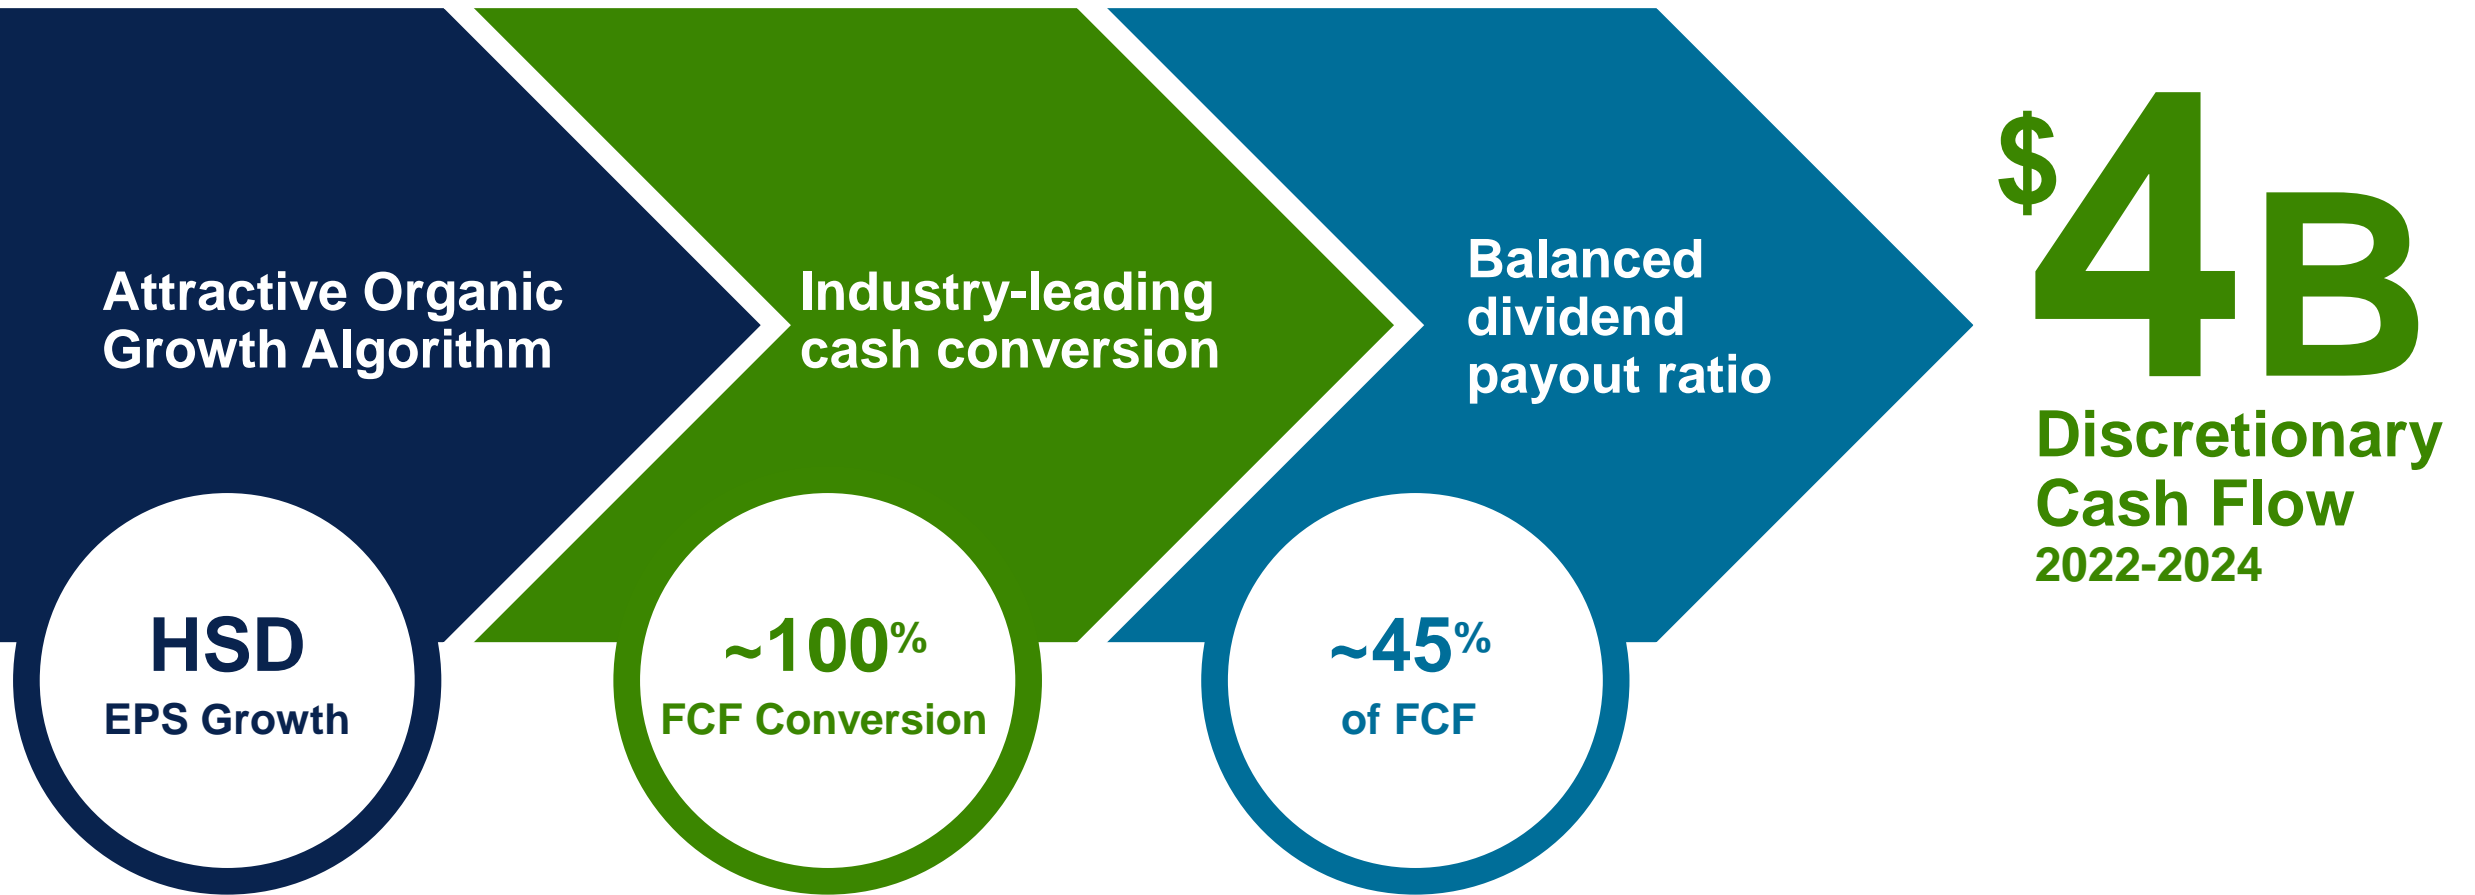 Attractive Organic
Growth Algorithm
HSD
EPS Growth
Industry-leading
cash conversion
~100%
FCF Conversion
Balanced
dividend
payout ratio
~45%
of FCF
$4B
Discretionary
Cash Flow
2022-2024